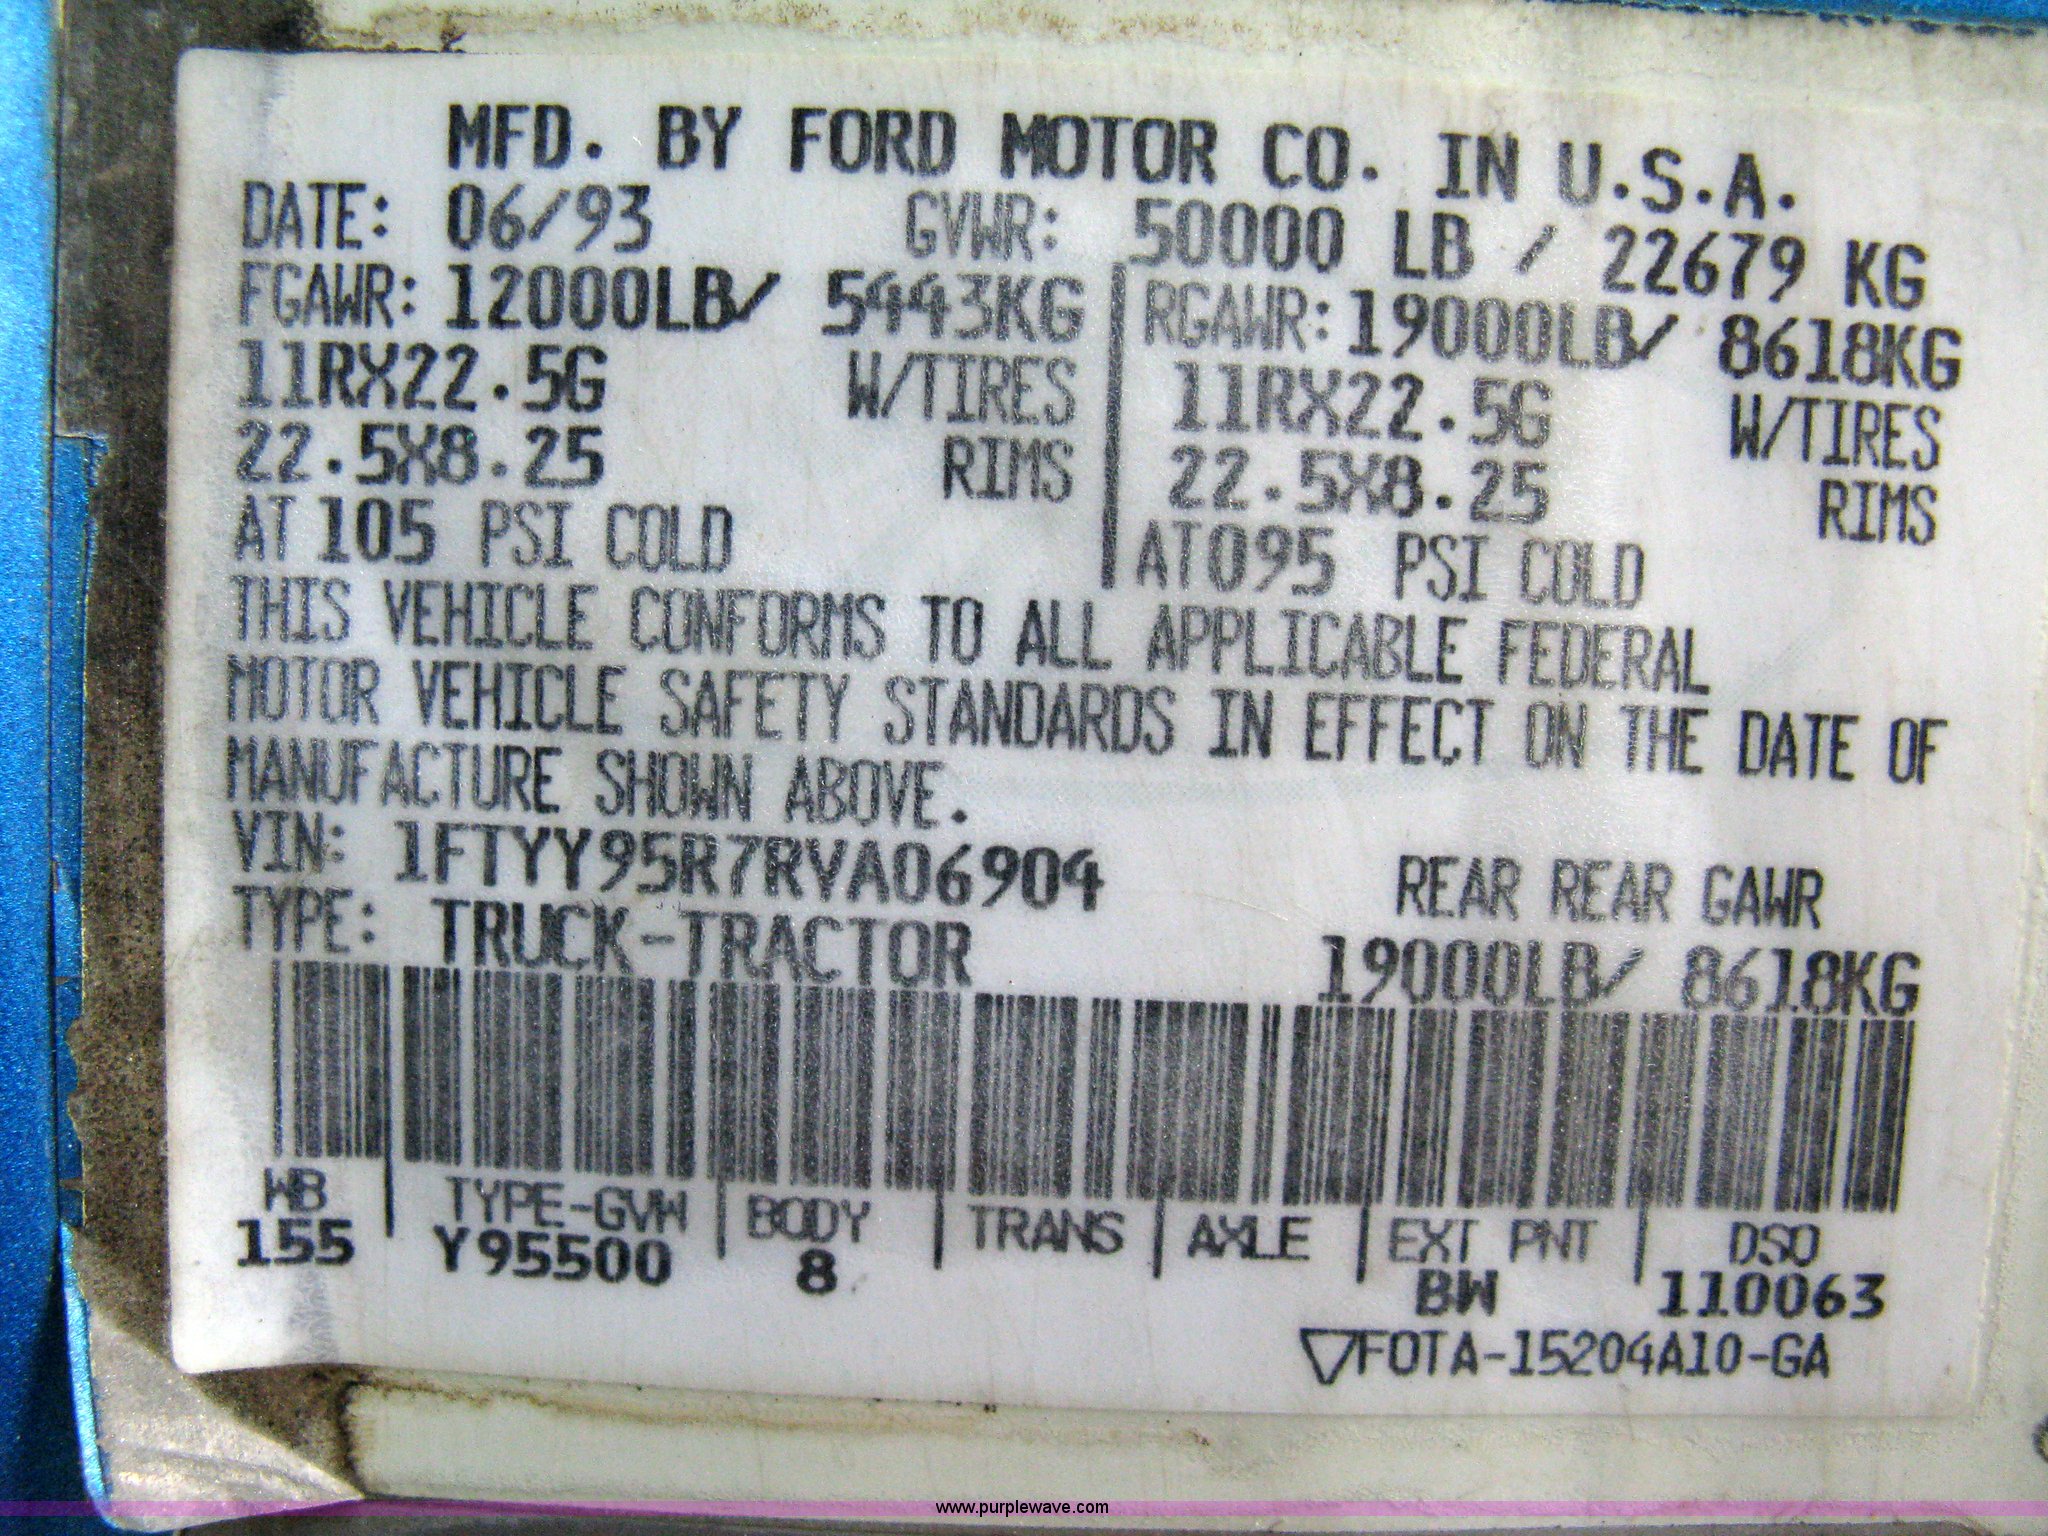 MFD. BY FORD MOTOR CO. IN U.S.A.
DATE: 06/93 GVWR: 50000 LB / 22679 KG
FGAWR: 12000LB/ 5443KG RGAWR: 19000LB/ 8618KG
11RX22.5G W/TIRES 11RX22.5G W/TIRES
22.5X8.25 RIMS 22.5X8.25 RIMS
AT 105 PSI COLD AT 095 PSI COLD
THIS VEHICLE CONFORMS TO ALL APPLICABLE FEDERAL
MOTOR VEHICLE SAFETY STANDARDS IN EFFECT ON THE DATE OF
MANUFACTURE SHOWN ABOVE.
VIN: 1FTYY95R7RVA06904 REAR REAR GAWR
TYPE: TRUCK-TRACTOR 19000LB/ 8618KG
WB TYPE-GVW BODY TRANS AXLE EXT PNT DSO
155 Y95500 8 BW 110063
▽FOTA-15204A10-GA
www.purplewave.com